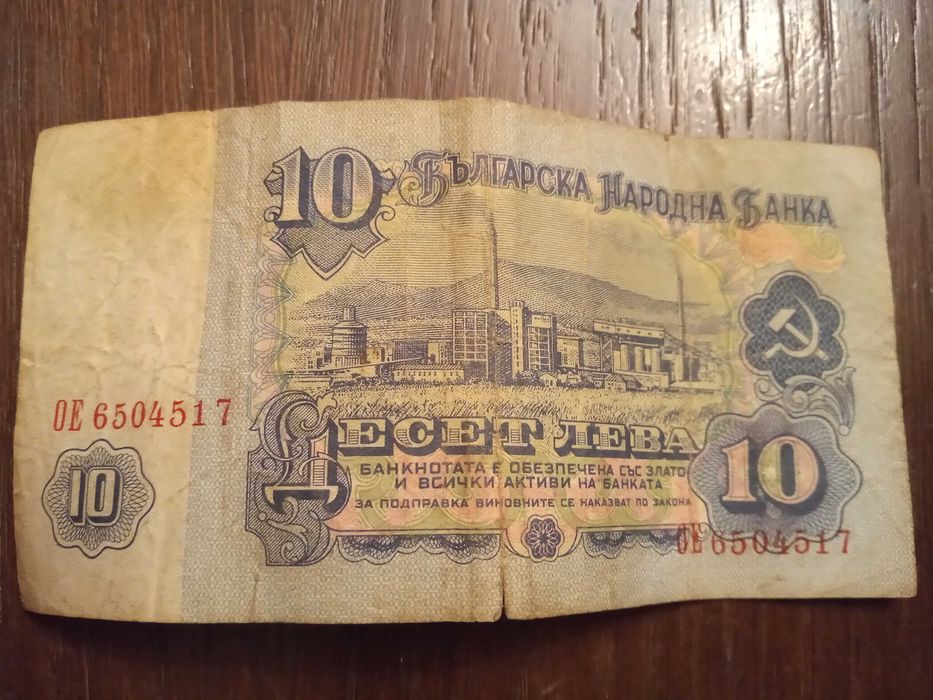 10
Българска Народна Банка
ОЕ 6504517
10
ДЕСЕТ ЛЕВА
БАНКНОТАТА Е ОБЕЗПЕЧЕНА СЪС ЗЛАТО
И ВСИЧКИ АКТИВИ НА БАНКАТА
ЗА ПОДПРАВКА ВИНОВНИТЕ СЕ НАКАЗВАТ ПО ЗАКОНА
10
ОЕ 6504517